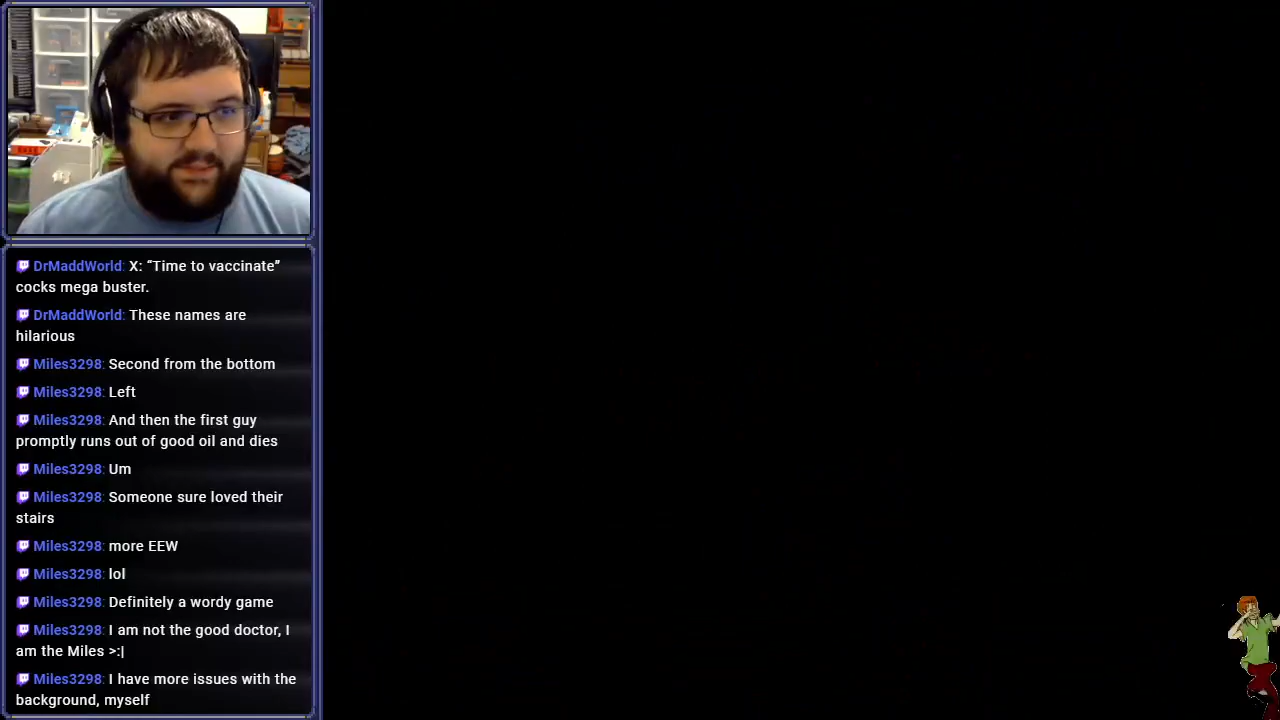 DrMaddWorld: X: “Time to vaccinate”
cocks mega buster.
DrMaddWorld: These names are
hilarious
Miles3298: Second from the bottom
Miles3298: Left
Miles3298: And then the first guy
promptly runs out of good oil and dies
Miles3298: Um
Miles3298: Someone sure loved their
stairs
Miles3298: more EEW
Miles3298: lol
Miles3298: Definitely a wordy game
Miles3298: I am not the good doctor, I
am the Miles >:|
Miles3298: I have more issues with the
background, myself